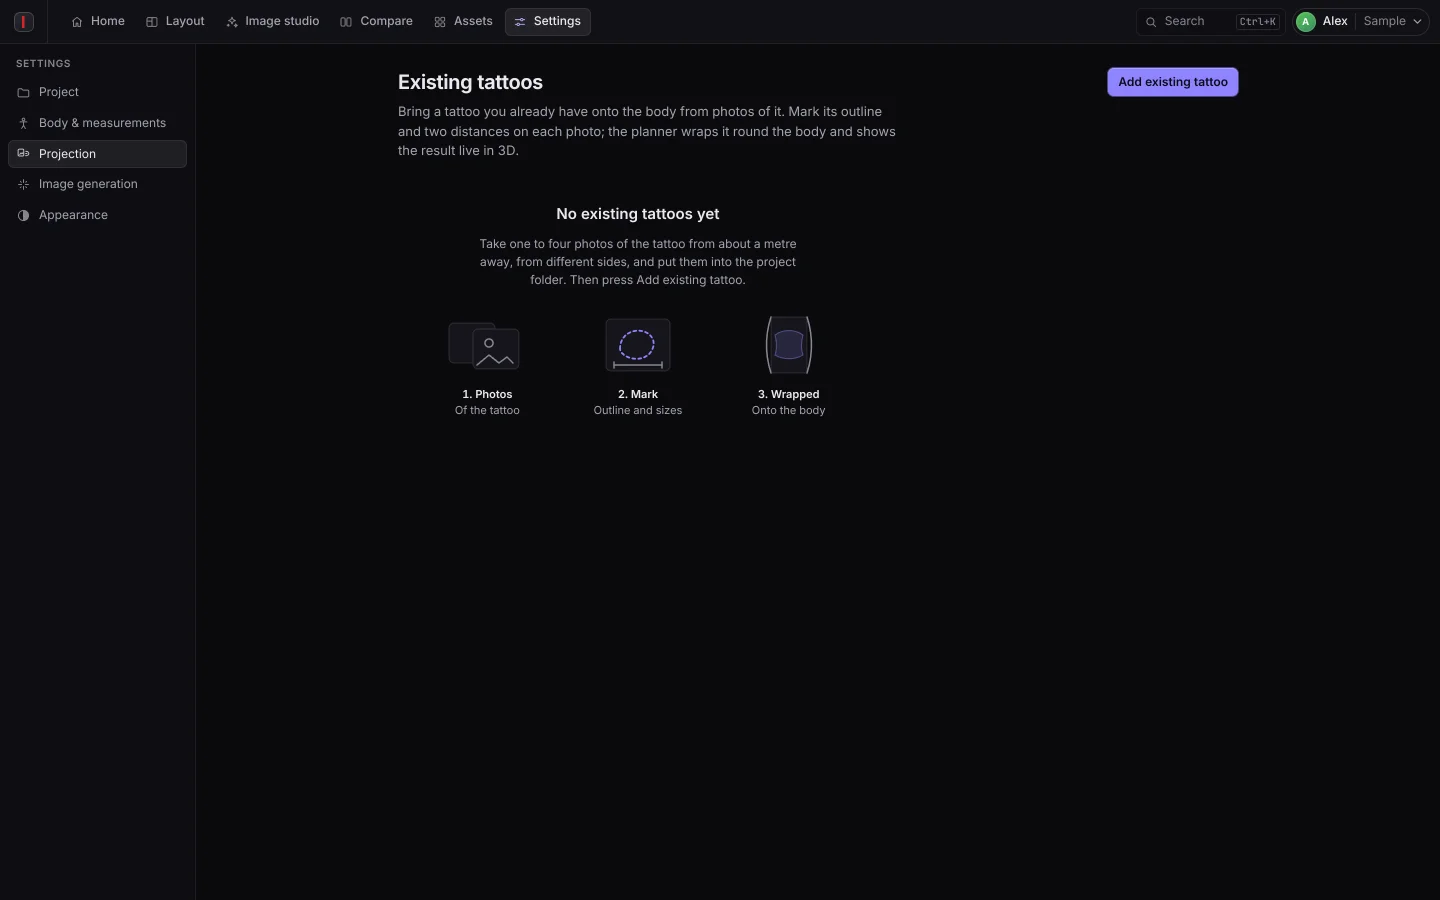 Home
Layout
Image studio
Compare
Assets
Settings
Search
Ctrl+K
A
Alex
Sample
SETTINGS
Project
Body & measurements
Projection
Image generation
Appearance
Existing tattoos
Add existing tattoo
Bring a tattoo you already have onto the body from photos of it. Mark its outline
and two distances on each photo; the planner wraps it round the body and shows
the result live in 3D.
No existing tattoos yet
Take one to four photos of the tattoo from about a metre
away, from different sides, and put them into the project
folder. Then press Add existing tattoo.
1. Photos
Of the tattoo
2. Mark
Outline and sizes
3. Wrapped
Onto the body